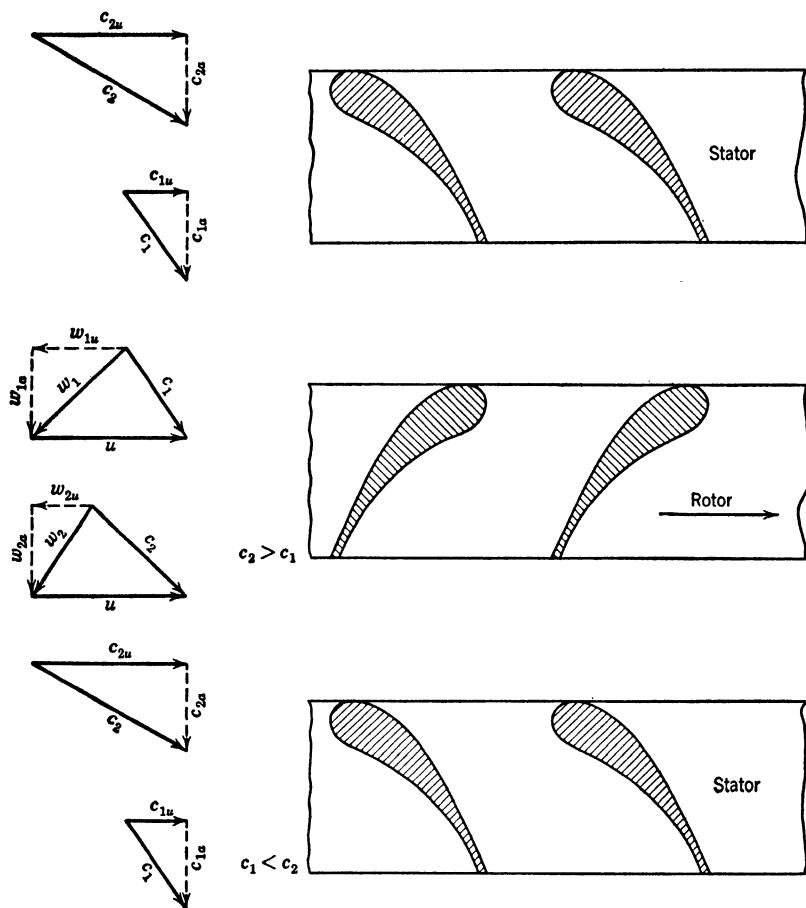 c₂ᵤ
c₂
c₂ₐ
Stator
c₁ᵤ
c₁
c₁ₐ
w₁ᵤ
w₁ₐ
w₁
c₁
u
w₂ᵤ
w₂ₐ
w₂
c₂
u
Rotor
c₂ > c₁
c₂ᵤ
c₂
c₂ₐ
Stator
c₁ᵤ
c₁
c₁ₐ
c₁ < c₂